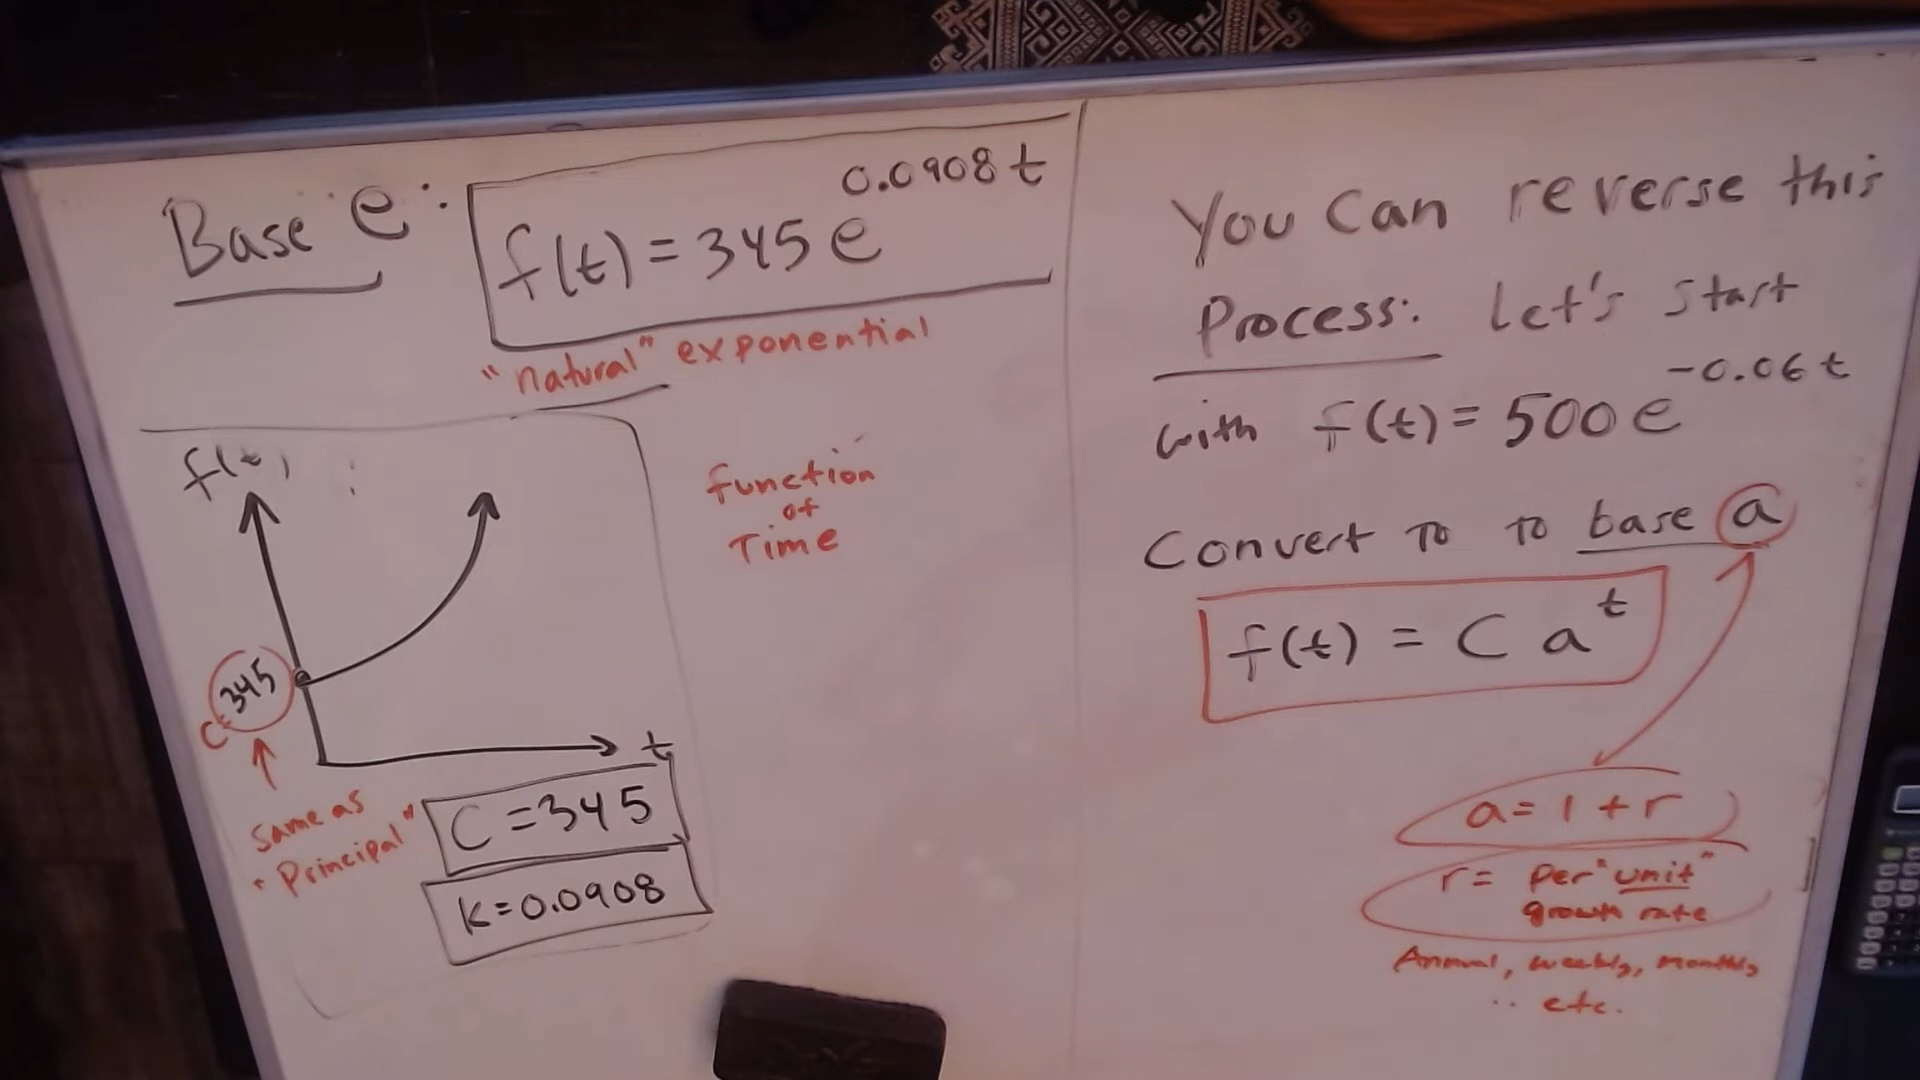 Base e:
f(t) = 345 e^0.0908 t
"natural" exponential
f(t)
function
of
Time
345
C=
t
Same as
"Principal"
C = 345
K = 0.0908
You can reverse this
Process: Let's start
with f(t) = 500 e^-0.06 t
Convert To to base a
f(t) = C a^t
a = 1 + r
r = per "unit"
growth rate
Annual, weekly, monthly
.. etc.